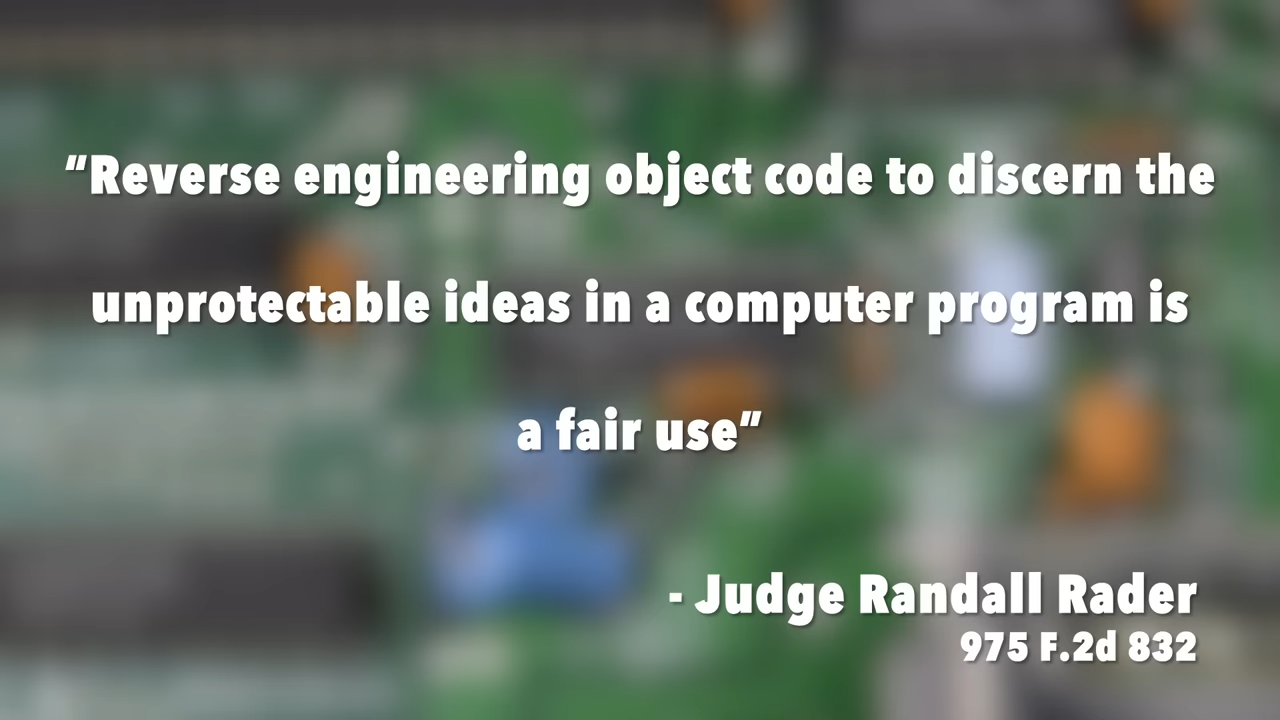 “Reverse engineering object code to discern the
unprotectable ideas in a computer program is
a fair use”
- Judge Randall Rader
975 F.2d 832